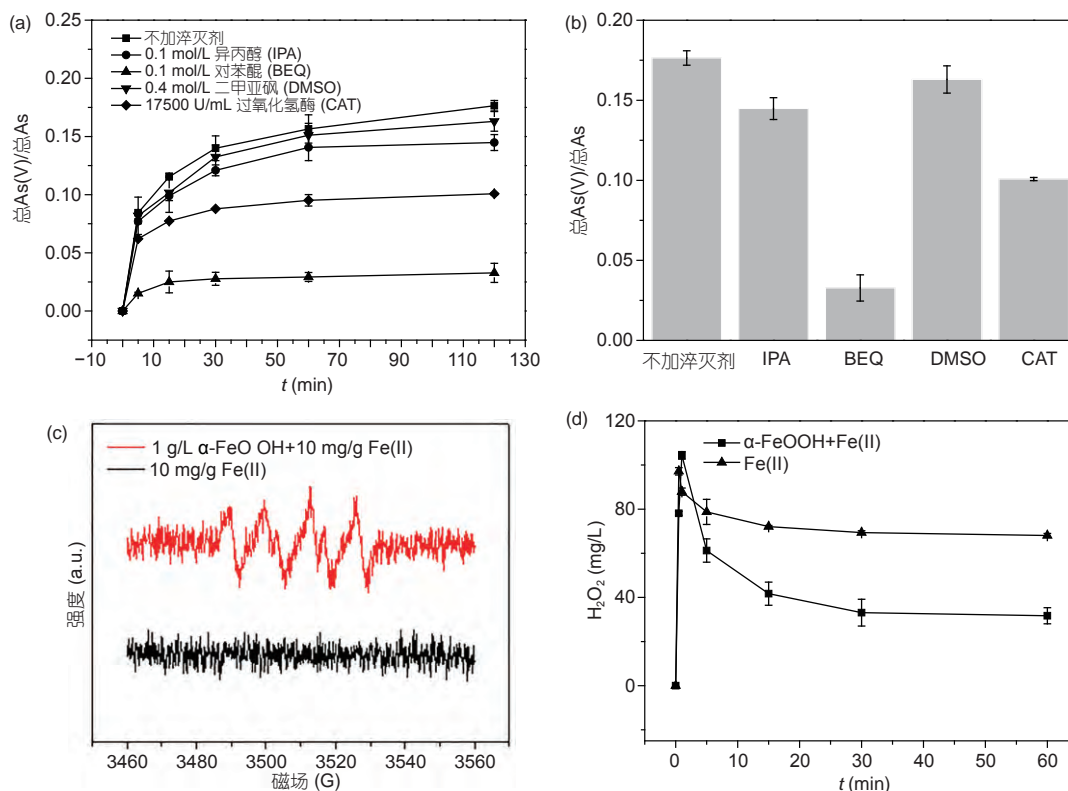 (a)
不加淬灭剂
0.1 mol/L 异丙醇 (IPA)
0.1 mol/L 对苯醌 (BEQ)
0.4 mol/L 二甲亚砜 (DMSO)
17500 U/mL 过氧化氢酶 (CAT)
0.25
0.20
0.15
0.10
0.05
0.00
总As(V)/总As
−10 10 30 50 70 90 110 130
t (min)
(b)
0.20
0.15
0.10
0.05
0.00
总As(V)/总As
不加淬灭剂 IPA BEQ DMSO CAT
(c)
1 g/L α-FeO OH+10 mg/g Fe(II)
10 mg/g Fe(II)
强度 (a.u.)
3460 3480 3500 3520 3540 3560
磁场 (G)
(d)
α-FeOOH+Fe(II)
Fe(II)
120
80
40
0
H₂O₂ (mg/L)
0 10 20 30 40 50 60
t (min)